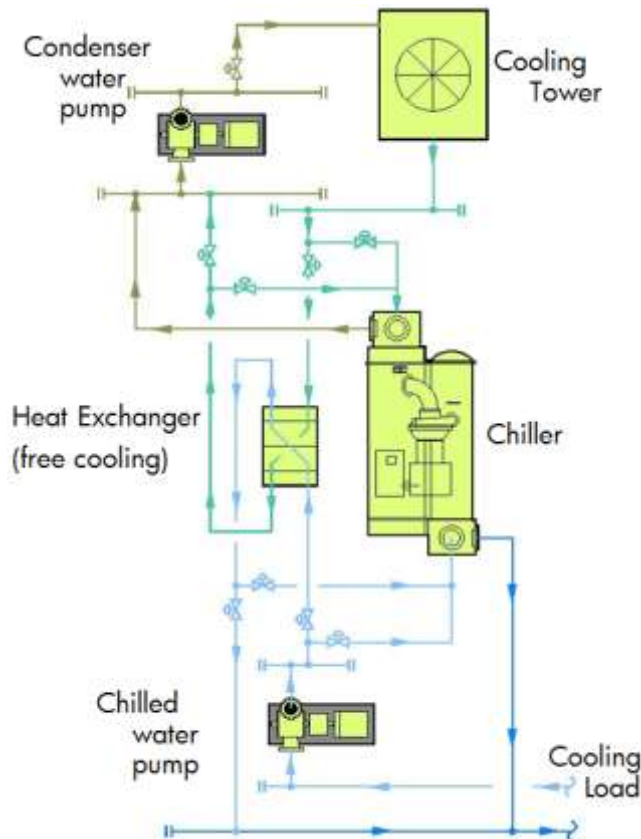 Condenser
water
pump
Cooling
Tower
Heat Exchanger
(free cooling)
Chiller
Chilled
water
pump
Cooling
Load